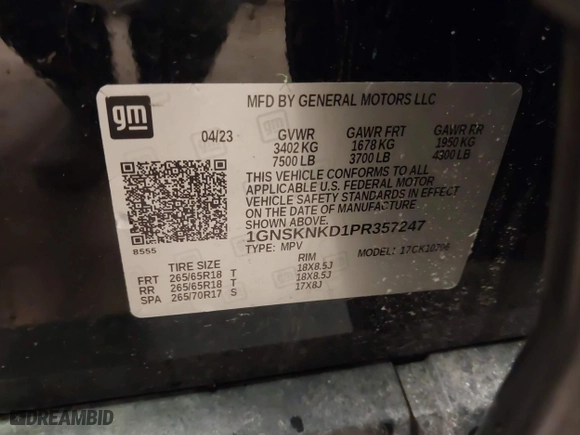 gm
MFD BY GENERAL MOTORS LLC
04/23 GVWR GAWR FRT GAWR RR
3402 KG 1678 KG 1950 KG
7500 LB 3700 LB 4300 LB
THIS VEHICLE CONFORMS TO ALL
APPLICABLE U.S. FEDERAL MOTOR
VEHICLE SAFETY STANDARDS IN EFFECT
ON THE DATE OF MANUFACTURE
SHOWN ABOVE.
1GNSKNKD1PR357247
8555
TYPE: MPV MODEL: 17CK10706
TIRE SIZE RIM
FRT 265/65R18 T 18X8.5J
RR 265/65R18 T 18X8.5J
SPA 265/70R17 S 17X8J
DREAMBID